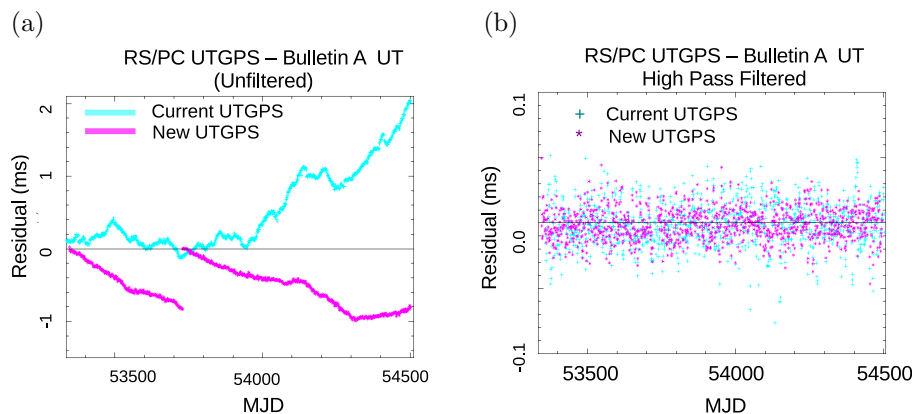 (a)
RS/PC UTGPS – Bulletin A UT
(Unfiltered)
Current UTGPS
New UTGPS
2
1
0
-1
Residual (ms)
53500
54000
54500
MJD
(b)
RS/PC UTGPS – Bulletin A UT
High Pass Filtered
Current UTGPS
New UTGPS
0.1
0.0
-0.1
Residual (ms)
53500
54000
54500
MJD